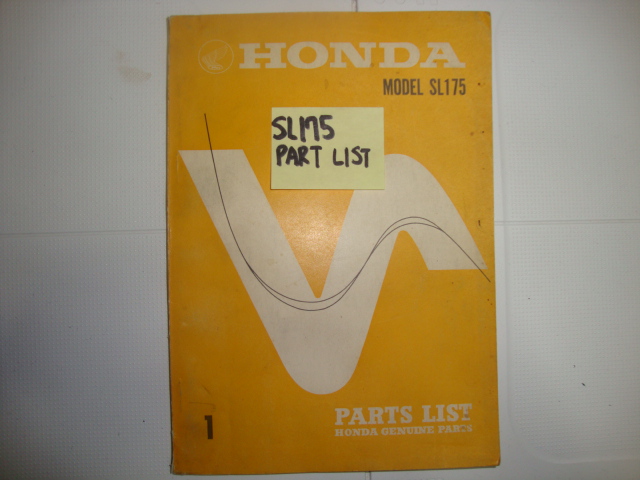 HONDA
MODEL SL175
SL175
PART LIST
PARTS LIST
HONDA GENUINE PARTS
1